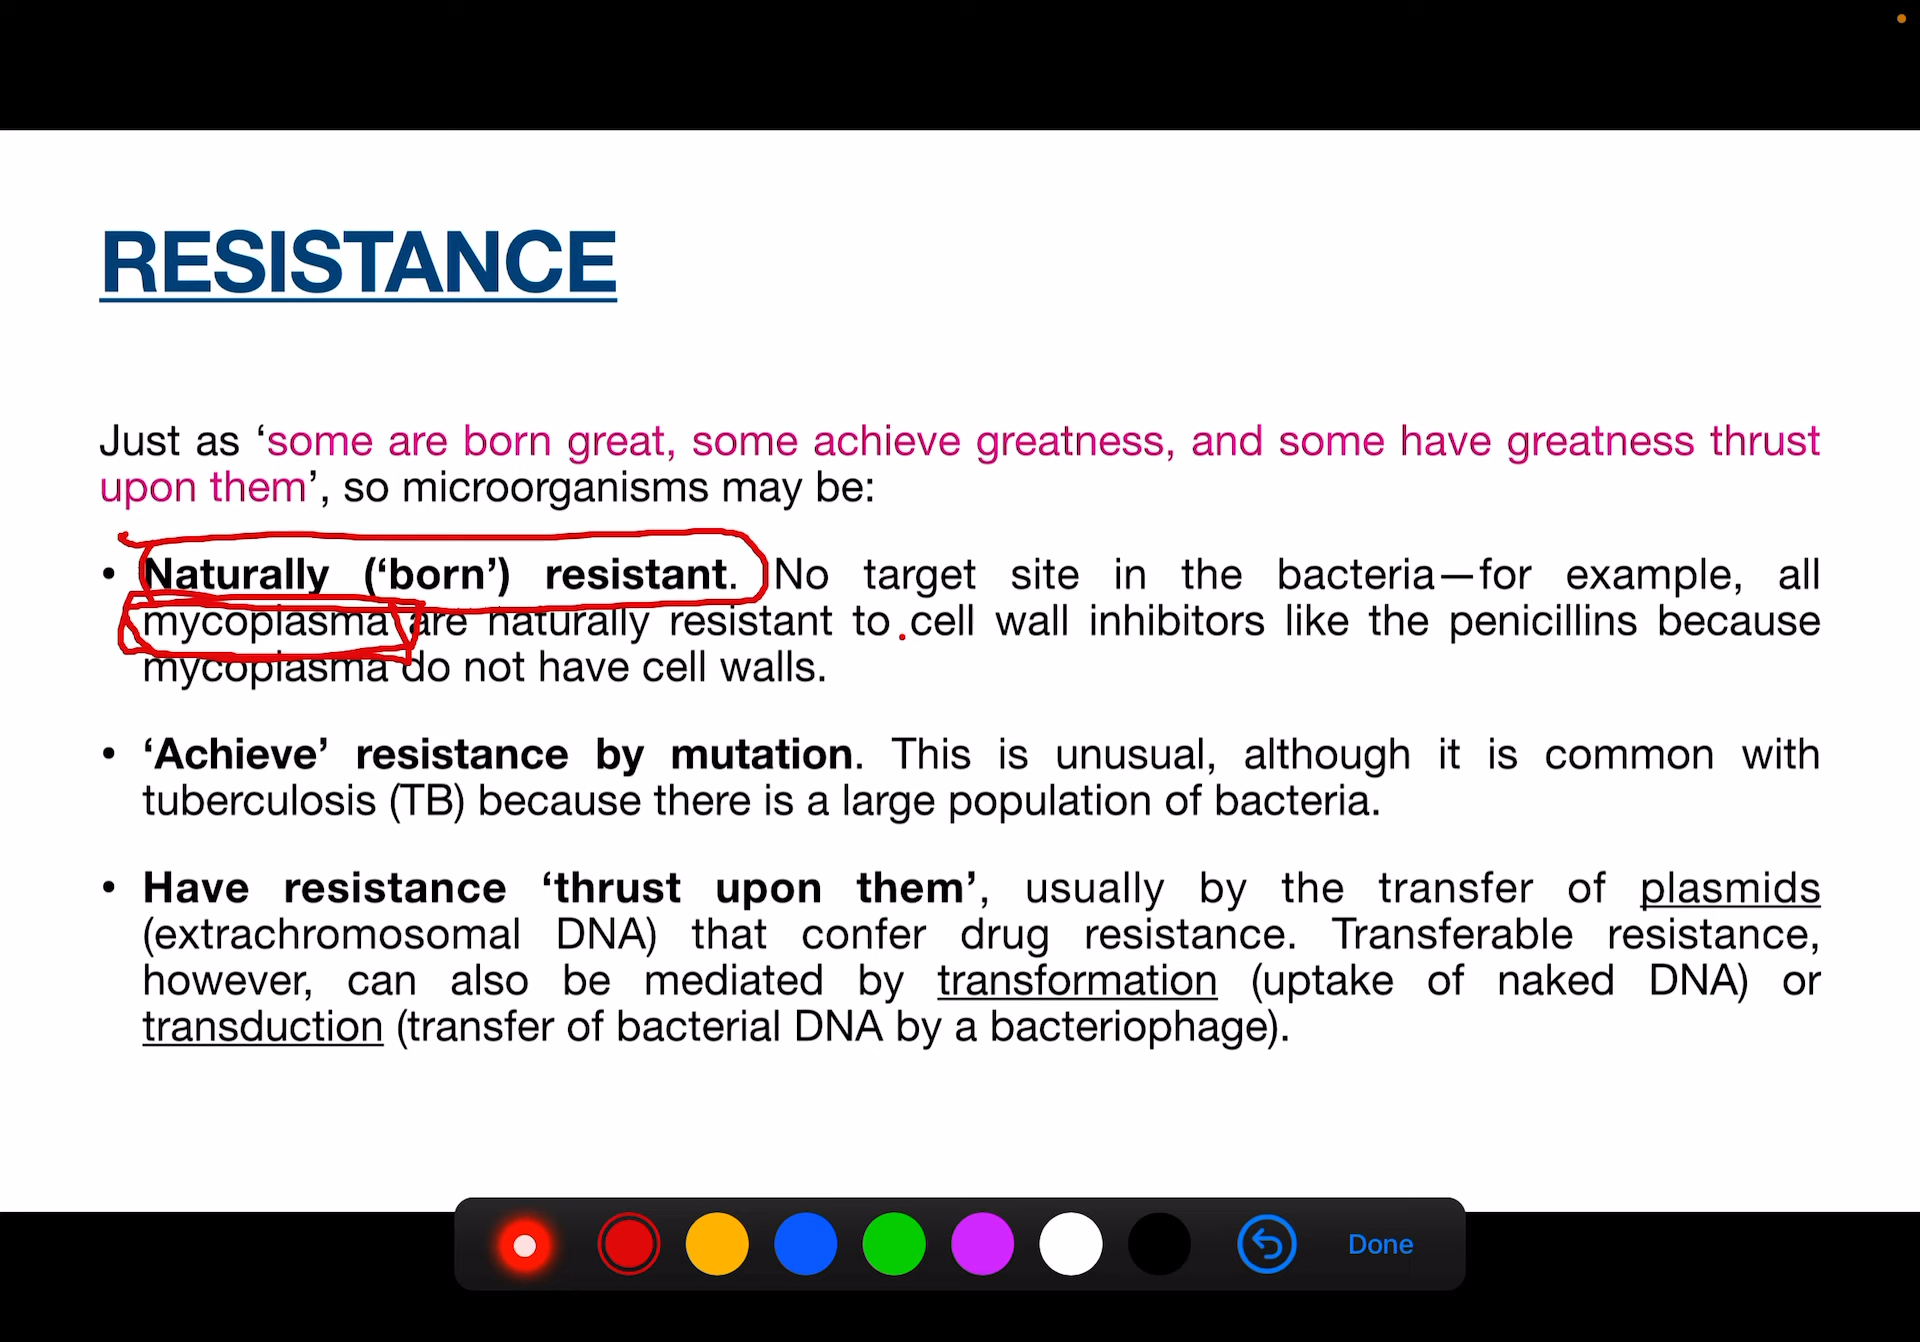 RESISTANCE
Just as ‘some are born great, some achieve greatness, and some have greatness thrust
upon them’, so microorganisms may be:
• Naturally (‘born’) resistant. No target site in the bacteria—for example, all
mycoplasma are naturally resistant to cell wall inhibitors like the penicillins because
mycoplasma do not have cell walls.
• ‘Achieve’ resistance by mutation. This is unusual, although it is common with
tuberculosis (TB) because there is a large population of bacteria.
• Have resistance ‘thrust upon them’, usually by the transfer of plasmids
(extrachromosomal DNA) that confer drug resistance. Transferable resistance,
however, can also be mediated by transformation (uptake of naked DNA) or
transduction (transfer of bacterial DNA by a bacteriophage).
Done